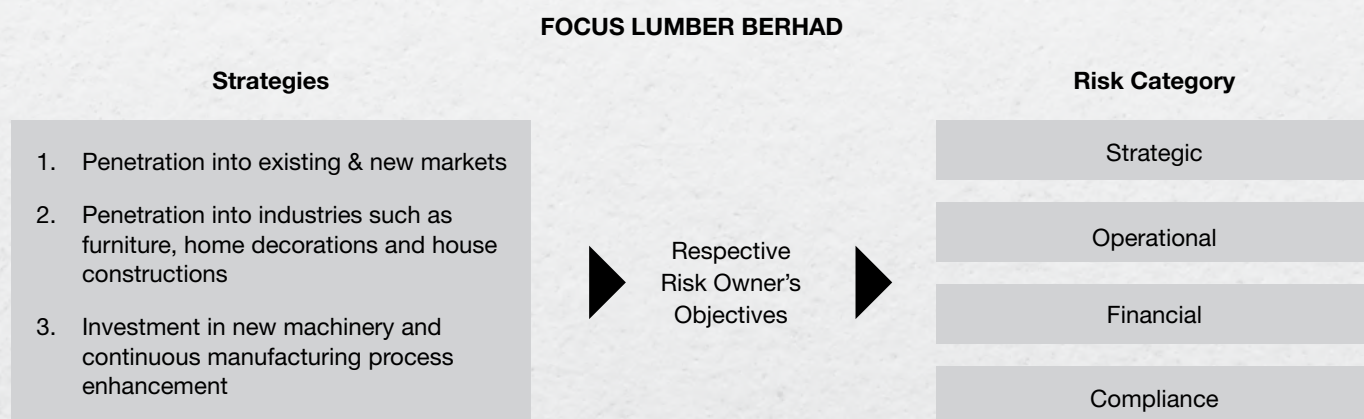 FOCUS LUMBER BERHAD
Strategies
1. Penetration into existing & new markets
2. Penetration into industries such as
furniture, home decorations and house
constructions
3. Investment in new machinery and
continuous manufacturing process
enhancement
Respective
Risk Owner’s
Objectives
Risk Category
Strategic
Operational
Financial
Compliance